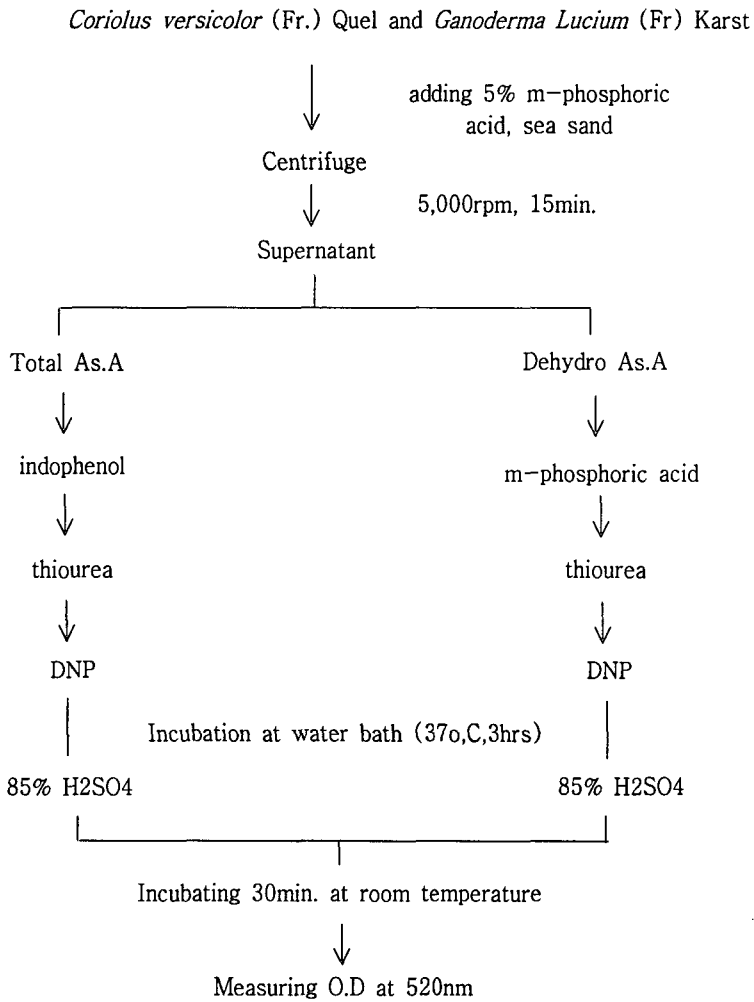 Coriolus versicolor (Fr.) Quel and Ganoderma Lucium (Fr) Karst
adding 5% m-phosphoric
acid, sea sand
Centrifuge
5,000rpm, 15min.
Supernatant
Total As.A
Dehydro As.A
indophenol
m-phosphoric acid
thiourea
thiourea
DNP
DNP
Incubation at water bath (37o,C,3hrs)
85% H2SO4
85% H2SO4
Incubating 30min. at room temperature
Measuring O.D at 520nm